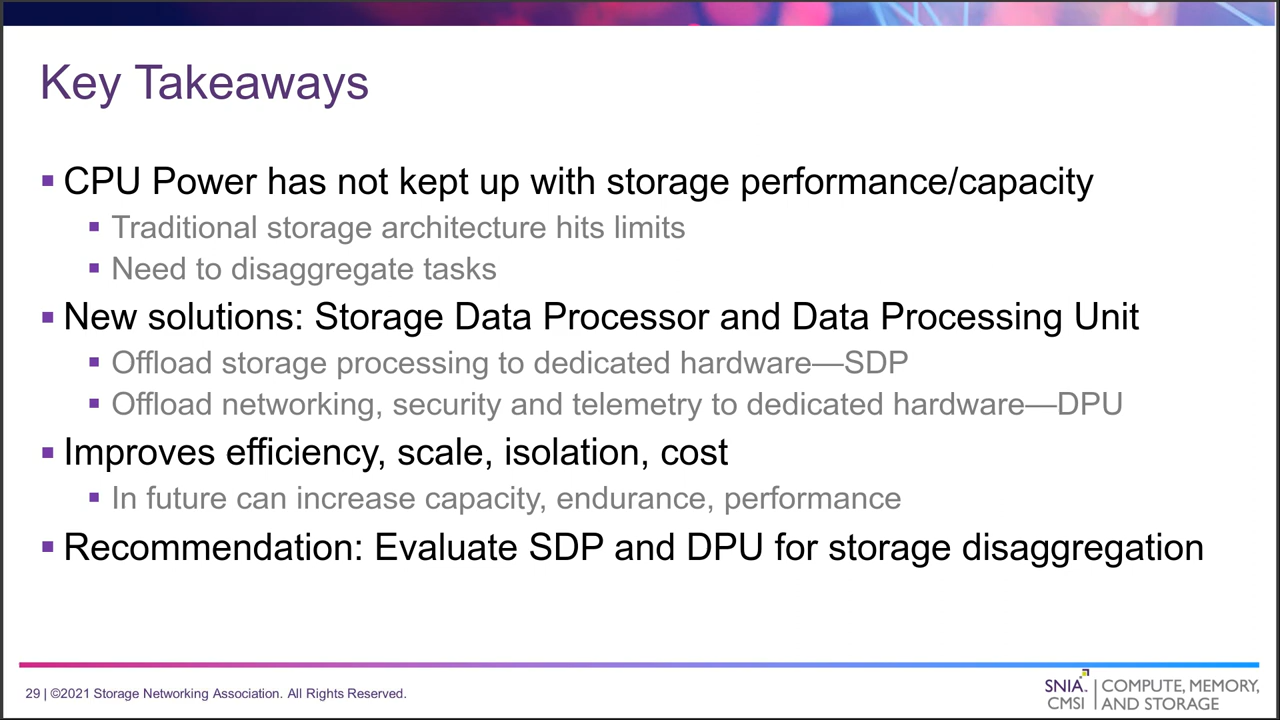 Key Takeaways
CPU Power has not kept up with storage performance/capacity
Traditional storage architecture hits limits
Need to disaggregate tasks
New solutions: Storage Data Processor and Data Processing Unit
Offload storage processing to dedicated hardware—SDP
Offload networking, security and telemetry to dedicated hardware—DPU
Improves efficiency, scale, isolation, cost
In future can increase capacity, endurance, performance
Recommendation: Evaluate SDP and DPU for storage disaggregation
29 | ©2021 Storage Networking Association. All Rights Reserved.
SNIA. | COMPUTE, MEMORY,
CMSI | AND STORAGE